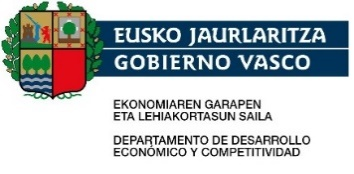 EUSKO JAURLARITZA
GOBIERNO VASCO
EKONOMIAREN GARAPEN
ETA LEHIAKORTASUN SAILA
DEPARTAMENTO DE DESARROLLO
ECONÓMICO Y COMPETITIVIDAD